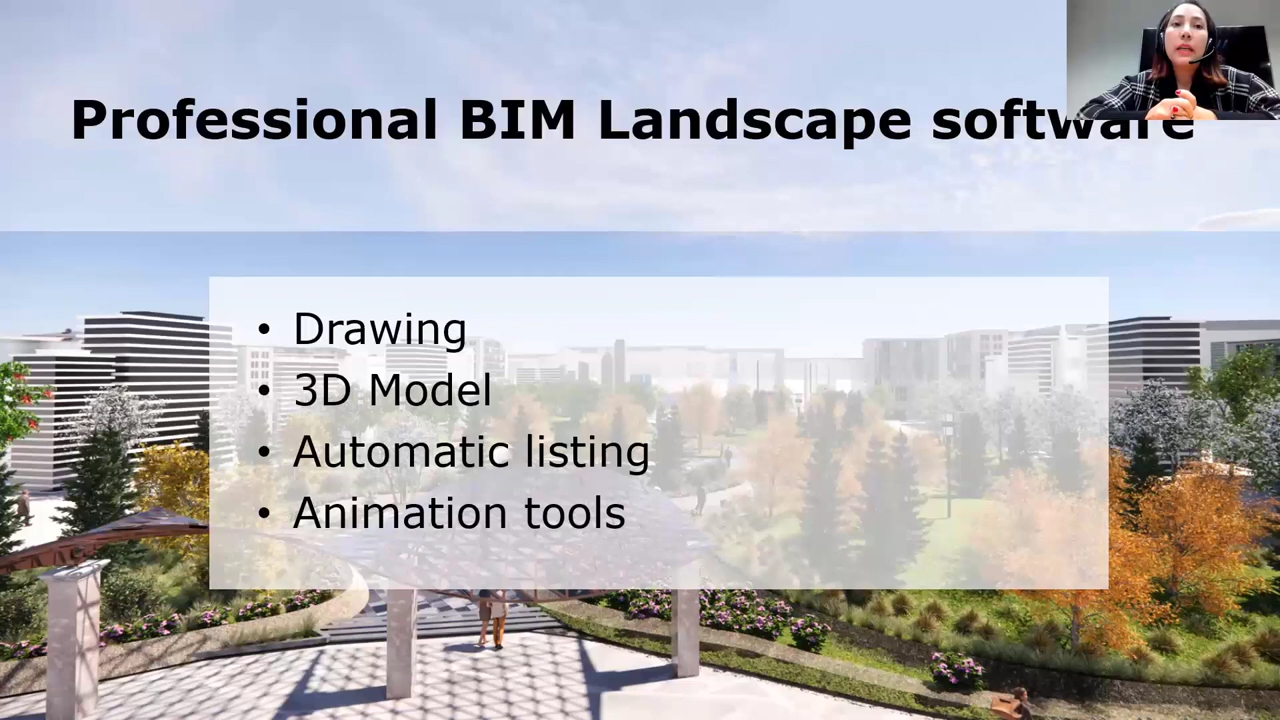 Professional BIM Landscape software
• Drawing
• 3D Model
• Automatic listing
• Animation tools